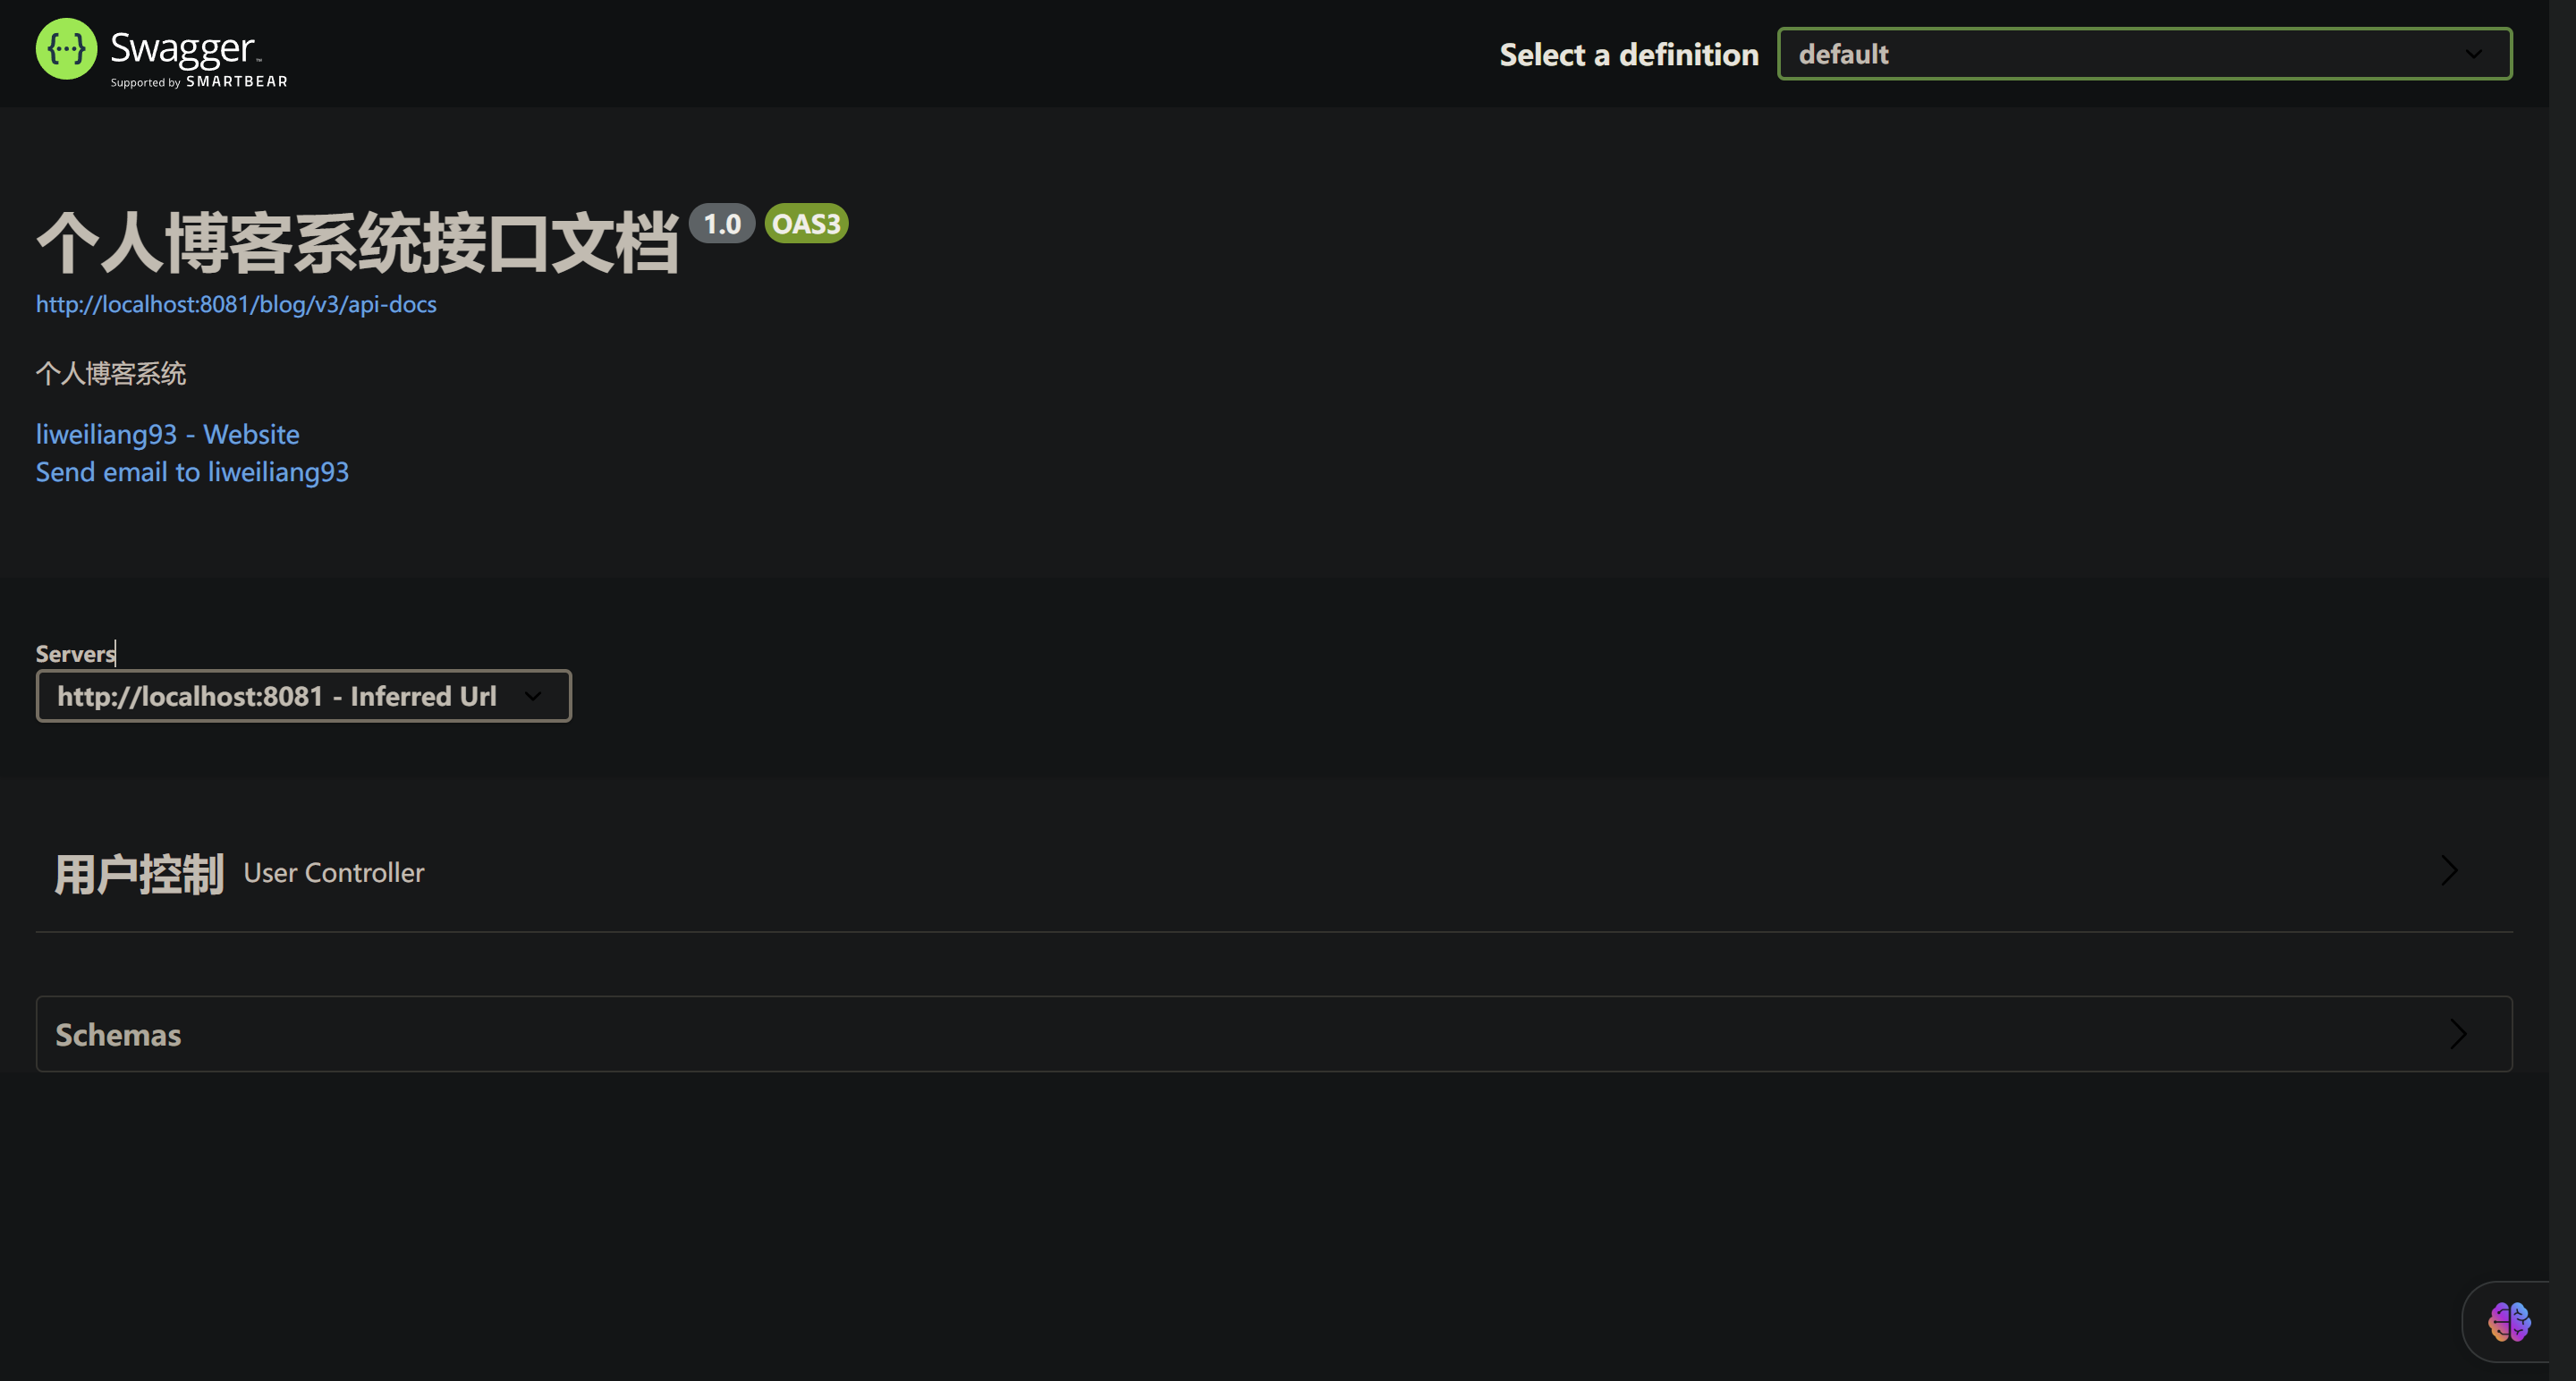 Swagger™
Supported by SMARTBEAR
Select a definition
default
个人博客系统接口文档 1.0 OAS3
http://localhost:8081/blog/v3/api-docs
个人博客系统
liweiliang93 - Website
Send email to liweiliang93
Servers
http://localhost:8081 - Inferred Url
用户控制 User Controller
Schemas